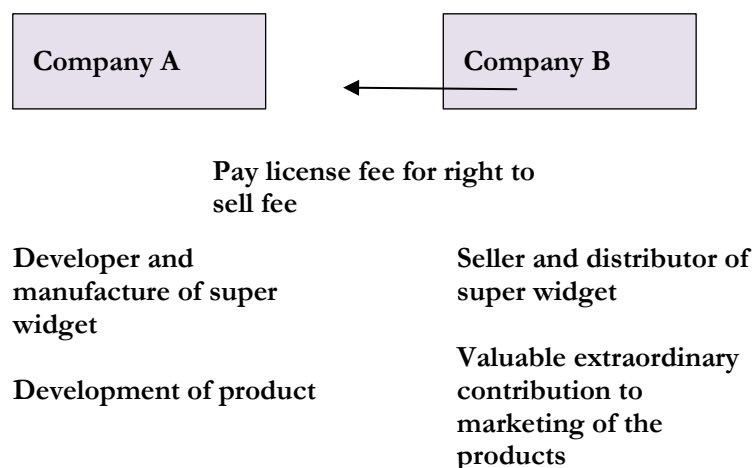 Company A
Company B
Pay license fee for right to
sell fee
Developer and
manufacture of super
widget
Development of product
Seller and distributor of
super widget
Valuable extraordinary
contribution to
marketing of the
products